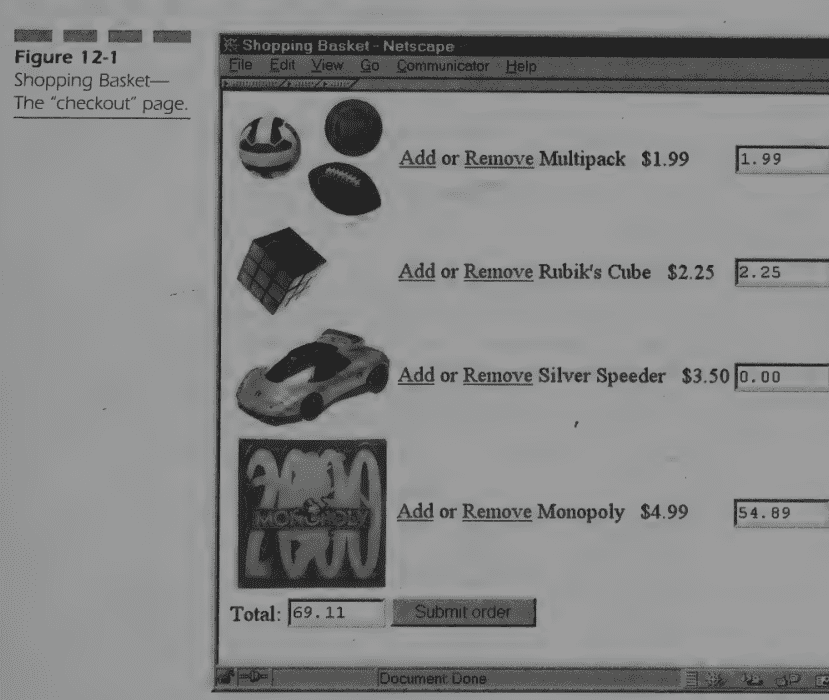 Figure 12-1
Shopping Basket—
The "checkout" page.
Shopping Basket - Netscape
File Edit View Go Communicator Help
Add or Remove Multipack $1.99 1.99
Add or Remove Rubik's Cube $2.25 2.25
Add or Remove Silver Speeder $3.50 0.00
MONOPOLY
Add or Remove Monopoly $4.99 54.89
Total: 69.11 Submit order
Document Done